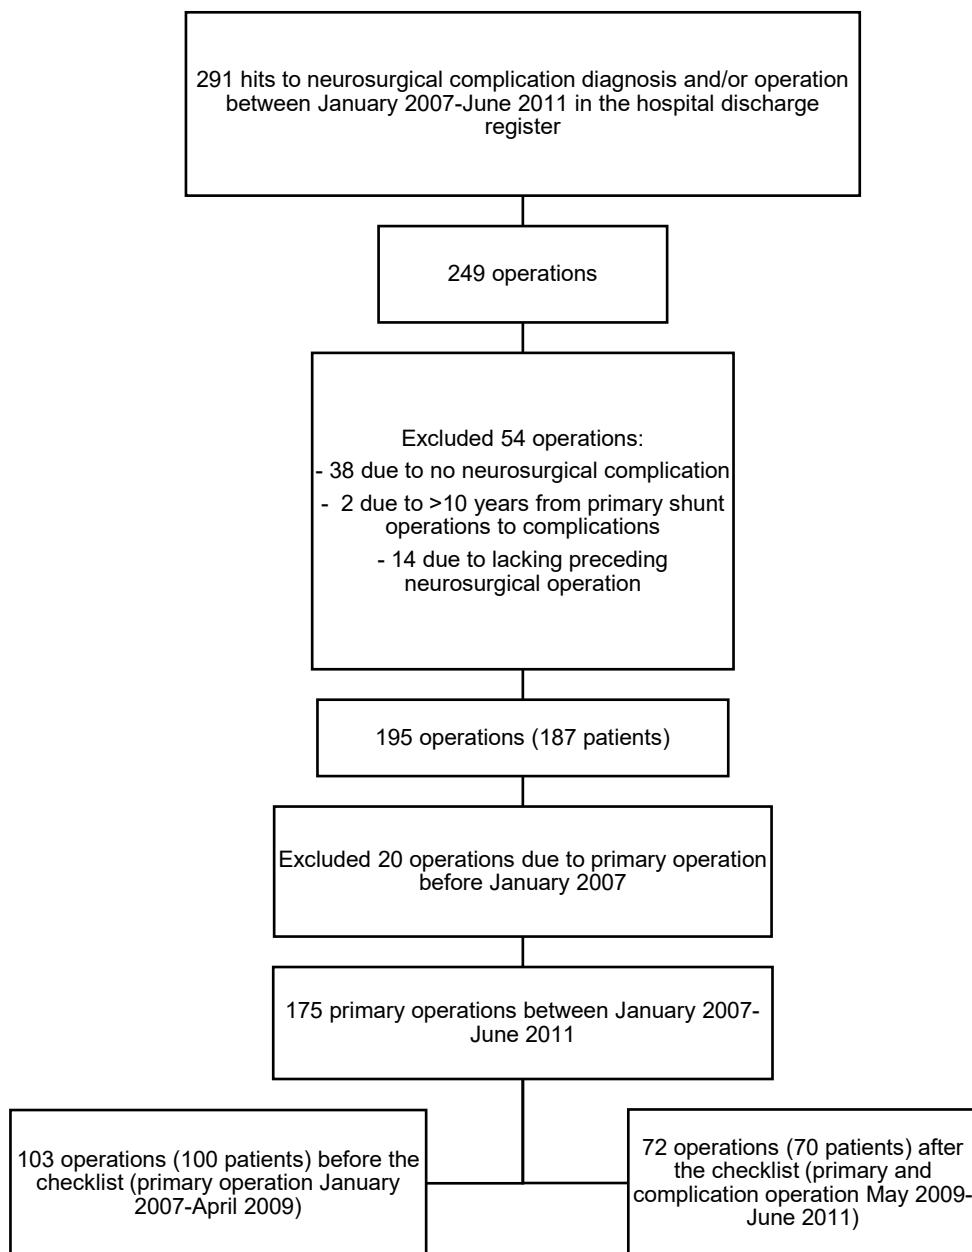 291 hits to neurosurgical complication diagnosis and/or operation
between January 2007-June 2011 in the hospital discharge
register
249 operations
Excluded 54 operations:
- 38 due to no neurosurgical complication
-  2 due to >10 years from primary shunt
operations to complications
- 14 due to lacking preceding
neurosurgical operation
195 operations (187 patients)
Excluded 20 operations due to primary operation
before January 2007
175 primary operations between January 2007-
June 2011
103 operations (100 patients) before the
checklist (primary operation January
2007-April 2009)
72 operations (70 patients) after
the checklist (primary and
complication operation May 2009-
June 2011)